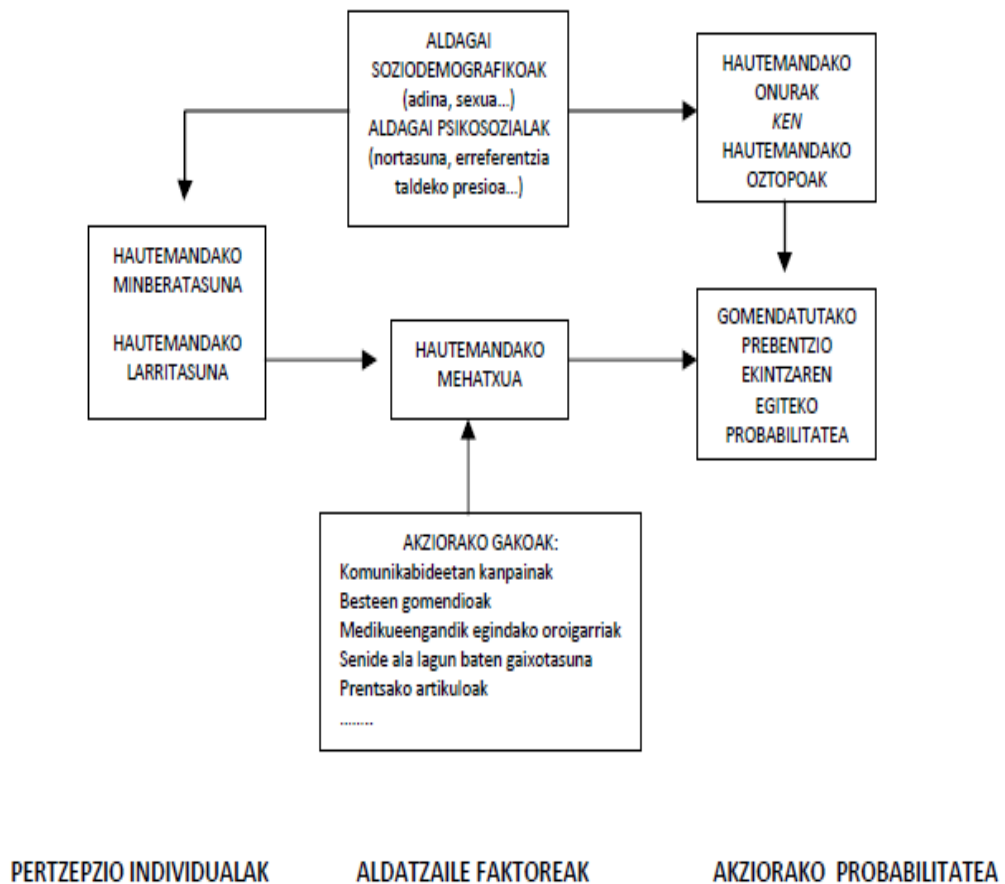 ALDAGAI
SOZIODEMOGRAFIKOAK
(adina, sexua...)
ALDAGAI PSIKOSOZIALAK
(nortasuna, erreferentzia
taldeko presioa...)
HAUTEMANDAKO
ONURAK
KEN
HAUTEMANDAKO
OZTOPOAK
HAUTEMANDAKO
MINBERATASUNA
HAUTEMANDAKO
LARRITASUNA
HAUTEMANDAKO
MEHATXUA
GOMENDATUTAKO
PREBENTZIO
EKINTZAREN
EGITEKO
PROBABILITATEA
AKZIORAKO GAKOAK:
Komunikabideetan kanpainak
Besteen gomendioak
Medikueengandik egindako oroigarriak
Senide ala lagun baten gaixotasuna
Prentsako artikuloak
........
PERTZEPZIO INDIVIDUALAK
ALDATZAILE FAKTOREAK
AKZIORAKO PROBABILITATEA